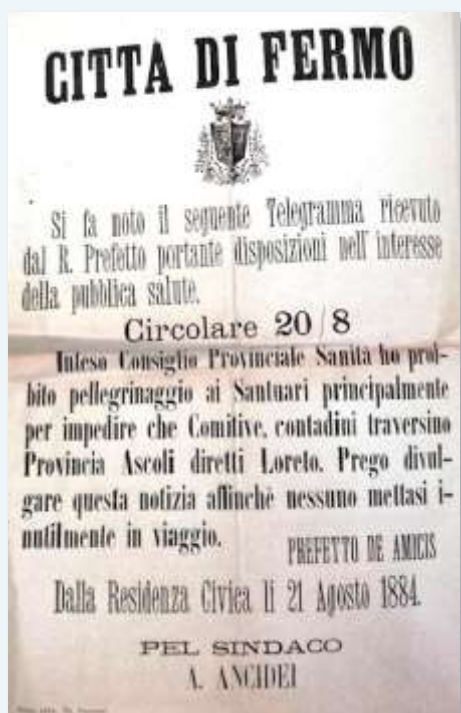 CITTÀ DI FERMO
Si fa noto il seguente Telegramma ricevuto
dal R. Prefetto portante disposizioni nell' interesse
della pubblica salute.
Circolare 20/8
Inteso Consiglio Provinciale Sanità ho proi-
bito pellegrinaggio ai Santuari principalmente
per impedire che Comitive, contadini traversino
Provincia Ascoli diretti Loreto. Prego divul-
gare questa notizia affinchè nessuno mettasi i-
nutilmente in viaggio.
PREFETTO DE AMICIS
Dalla Residenza Civica li 21 Agosto 1884.
PEL SINDACO
A. ANCIDEI